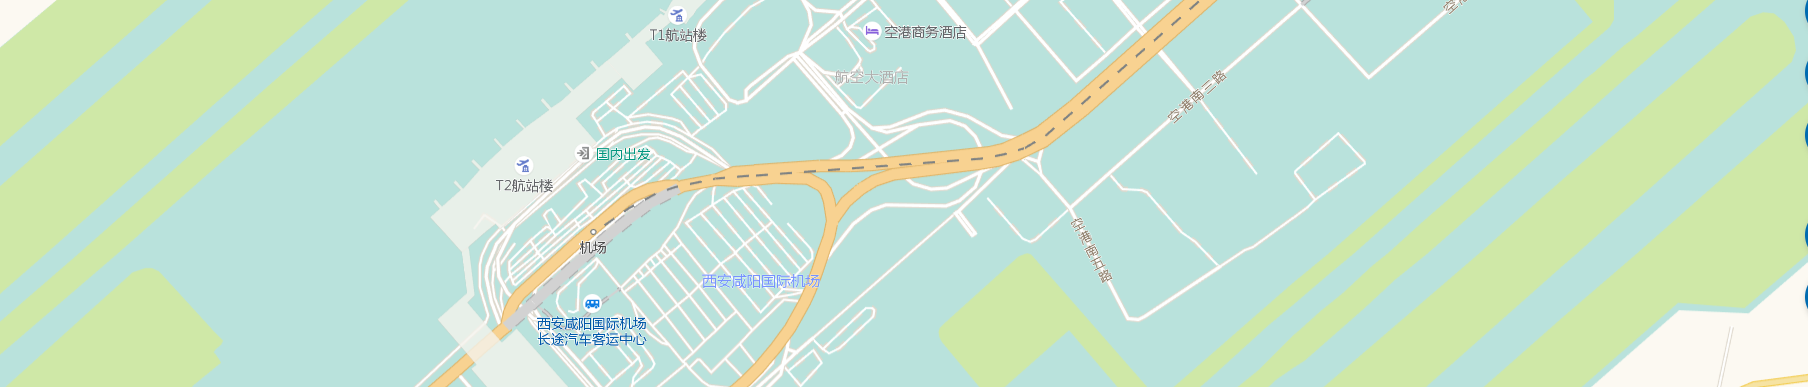 T1航站楼
空港商务酒店
空
航空大酒店
空港南三路
国内出发
T2航站楼
空港南五路
机场
西安咸阳国际机场
西安咸阳国际机场
长途汽车客运中心